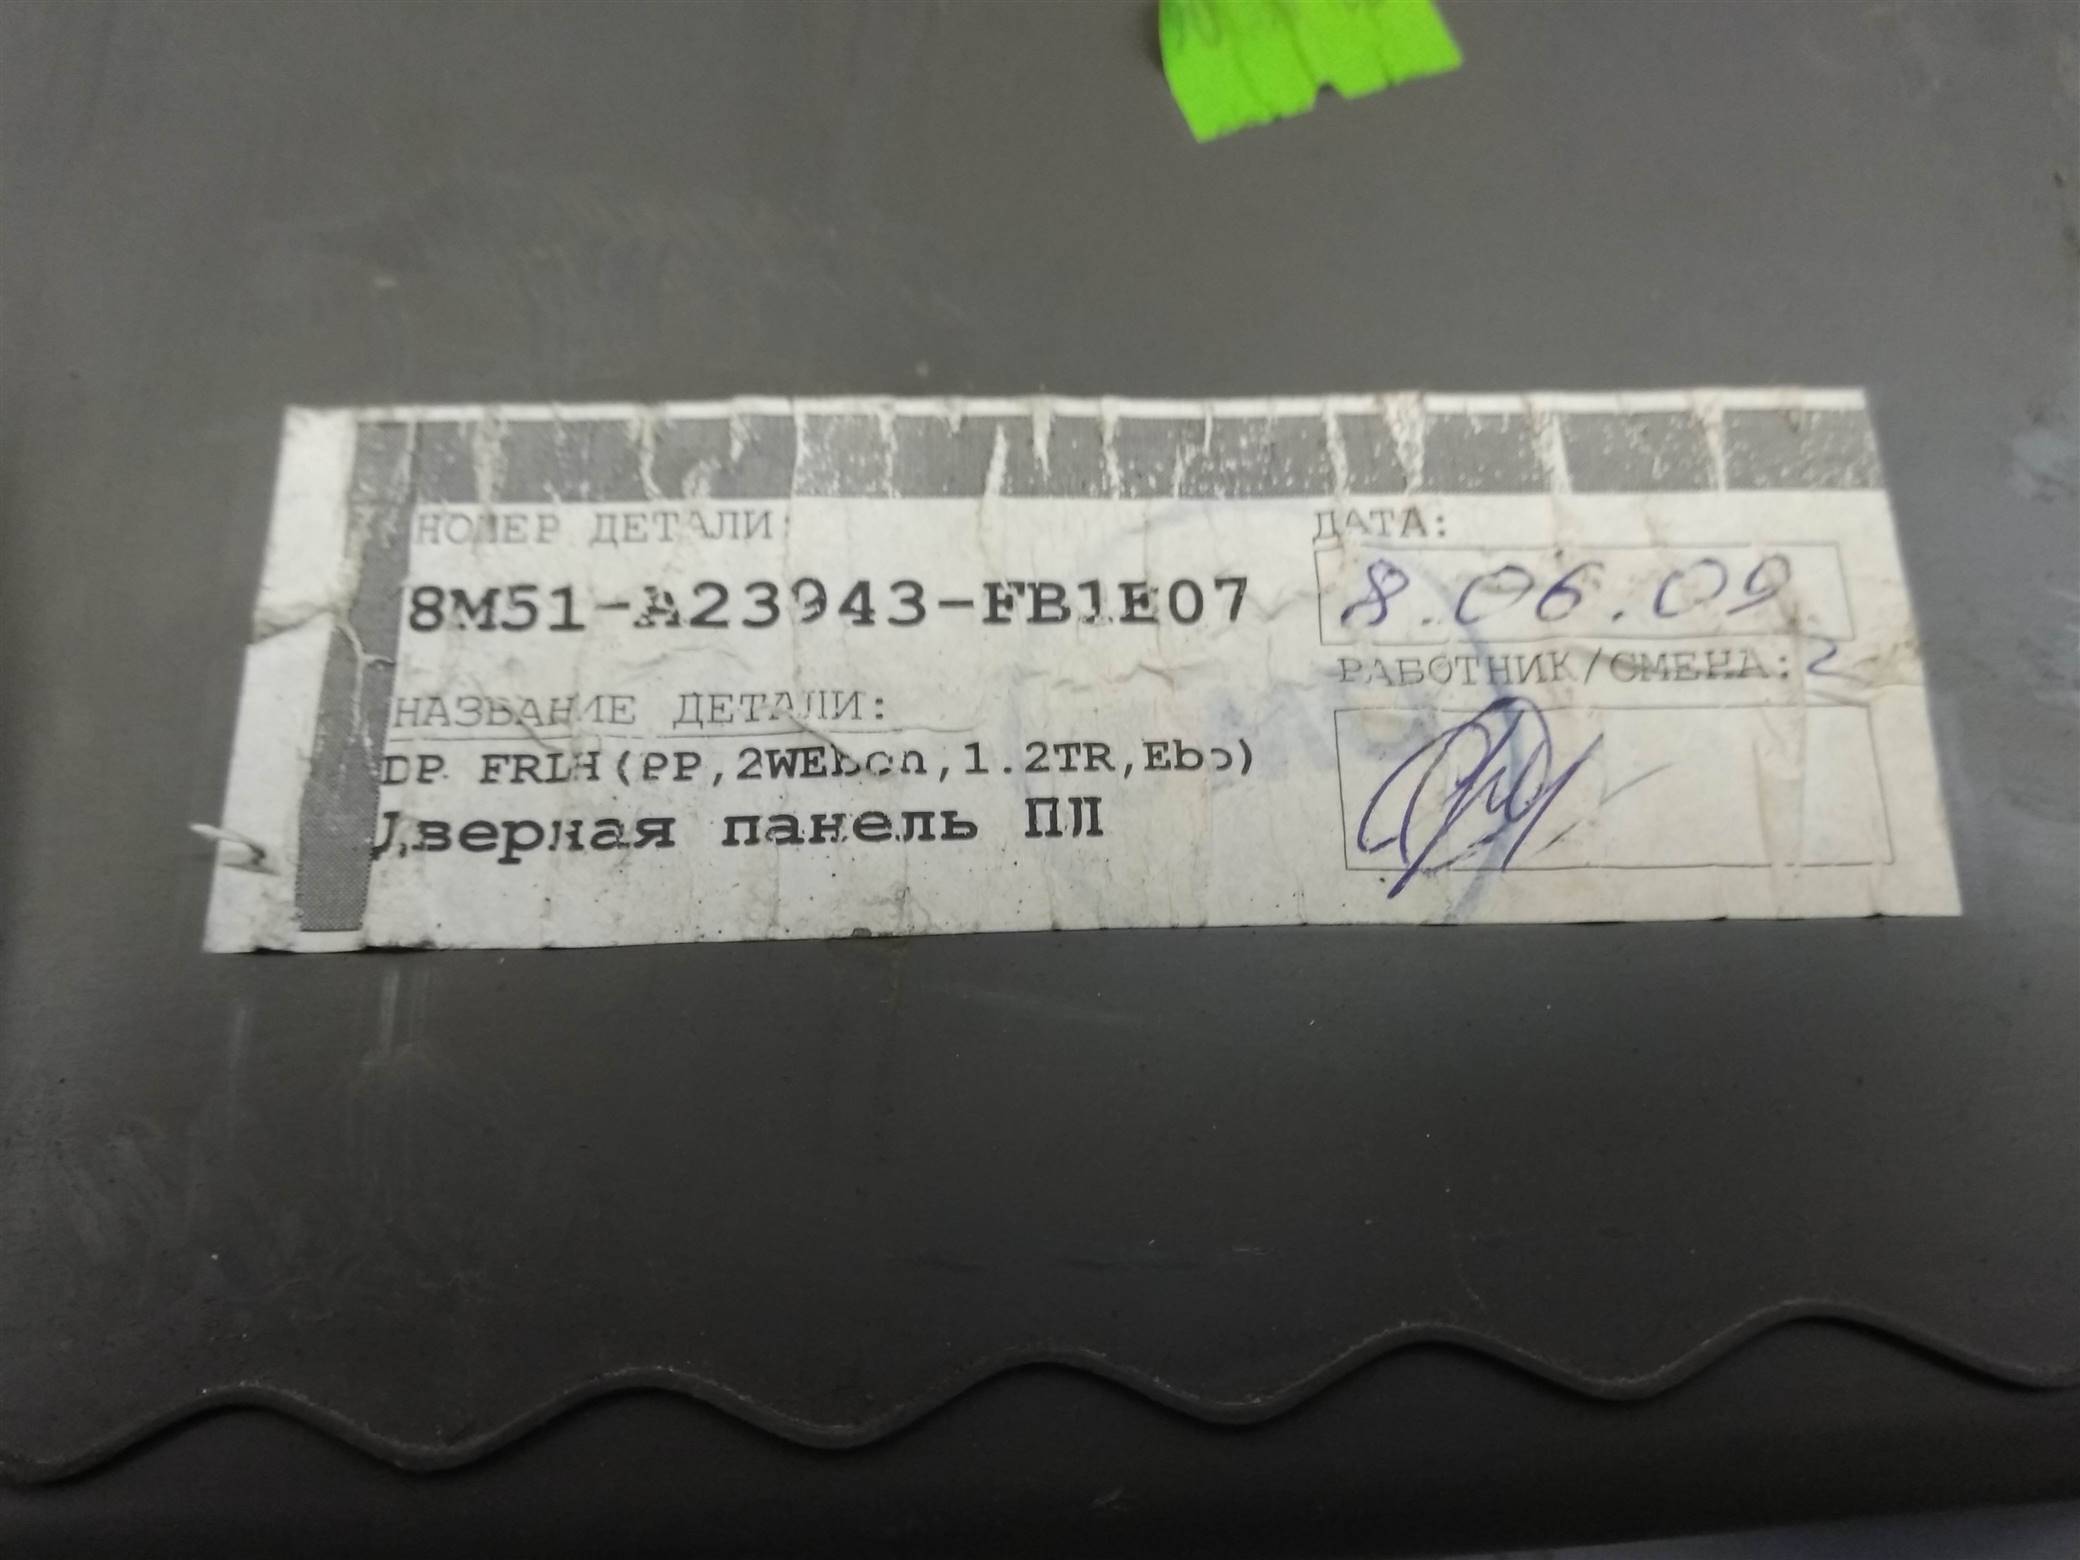 НОМЕР ДЕТАЛИ:
8M51-A23943-FB1E07
НАЗВАНИЕ ДЕТАЛИ:
DP FRLH(PP,2WEbon,1.2TR,Ebo)
Дверная панель ПЛ
ДАТА:
8.06.09
РАБОТНИК/СМЕНА: 2